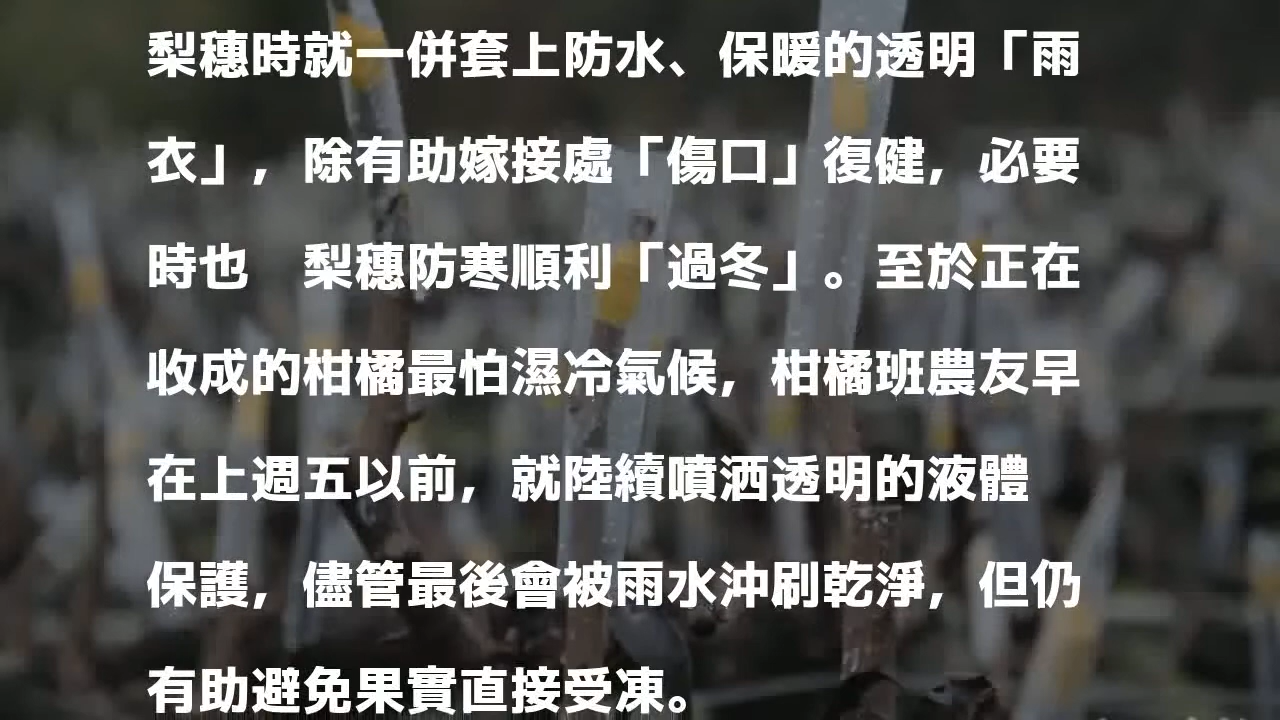 梨穗時就一併套上防水、保暖的透明「雨
衣」，除有助嫁接處「傷口」復健，必要
時也　梨穗防寒順利「過冬」。至於正在
收成的柑橘最怕濕冷氣候，柑橘班農友早
在上週五以前，就陸續噴洒透明的液體
保護，儘管最後會被雨水沖刷乾淨，但仍
有助避免果實直接受凍。